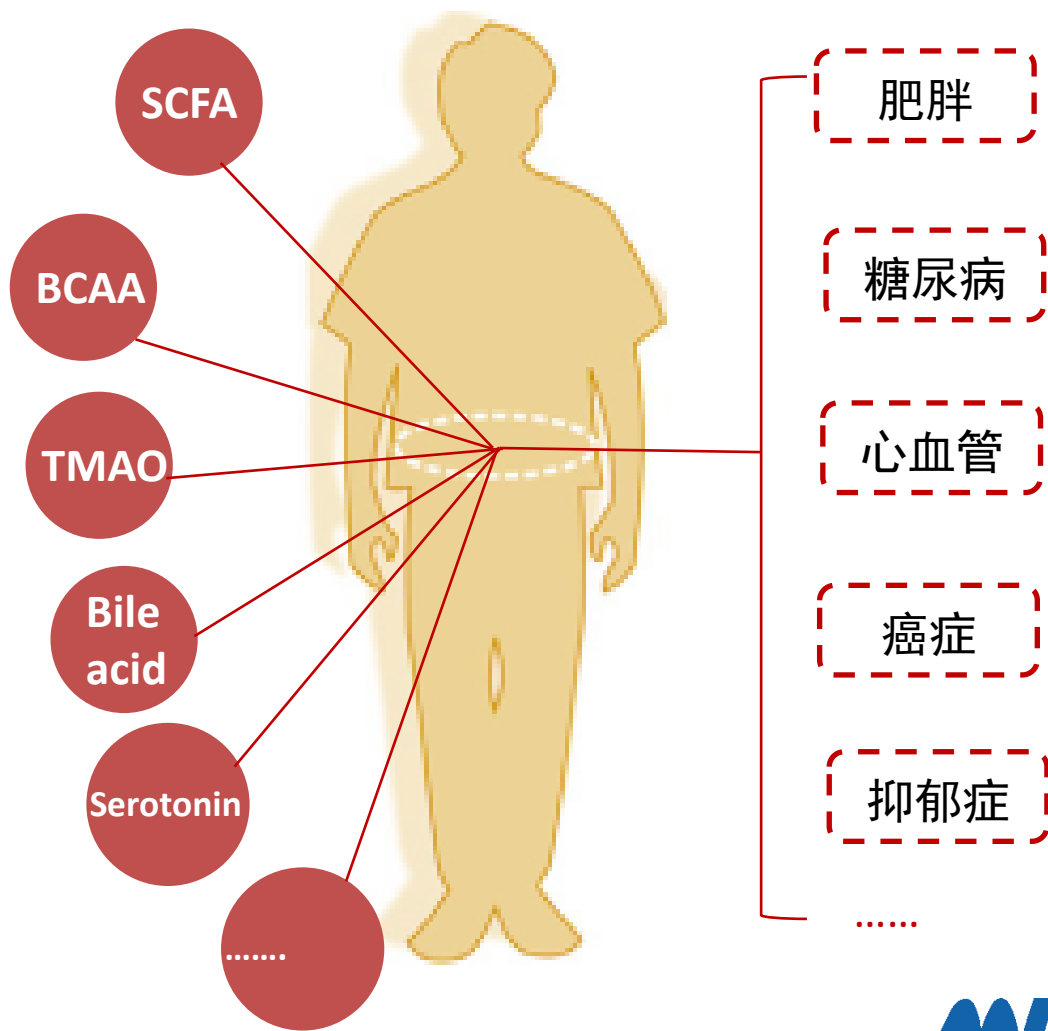 SCFA
BCAA
TMAO
Bile
acid
Serotonin
.......
肥胖
糖尿病
心血管
癌症
抑郁症
……